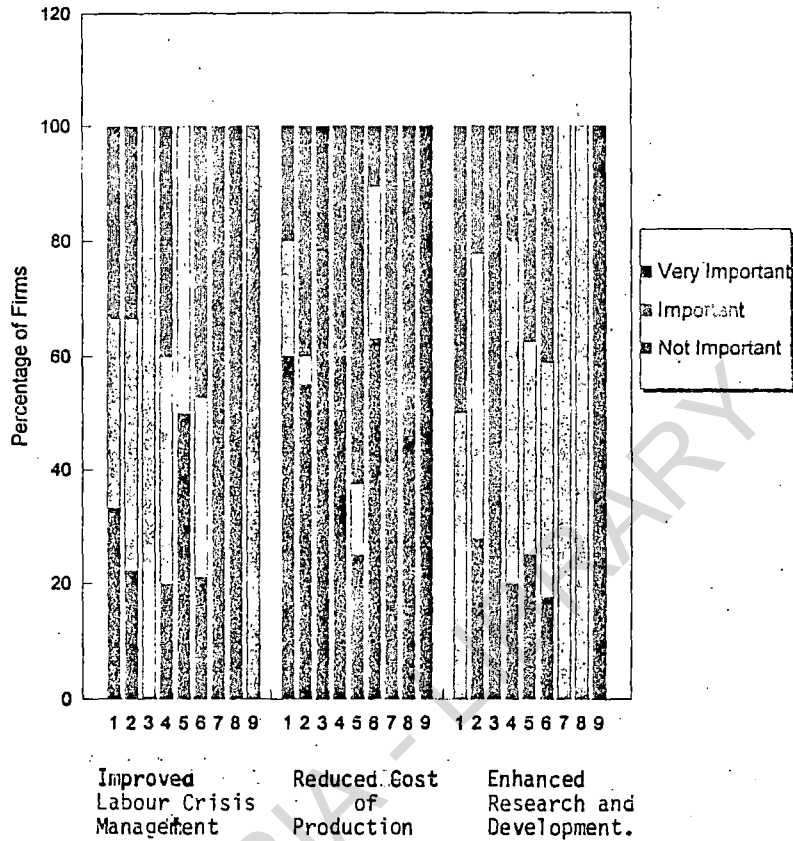 120
100
80
60
40
20
0
Percentage of Firms
1 2 3 4 5 6 7 8 9
1 2 3 4 5 6 7 8 9
1 2 3 4 5 6 7 8 9
Very Important
Important
Not Important
Improved
Labour Crisis
Management
Reduced Cost
of
Production
Enhanced
Research and
Development.
- LIBRARY